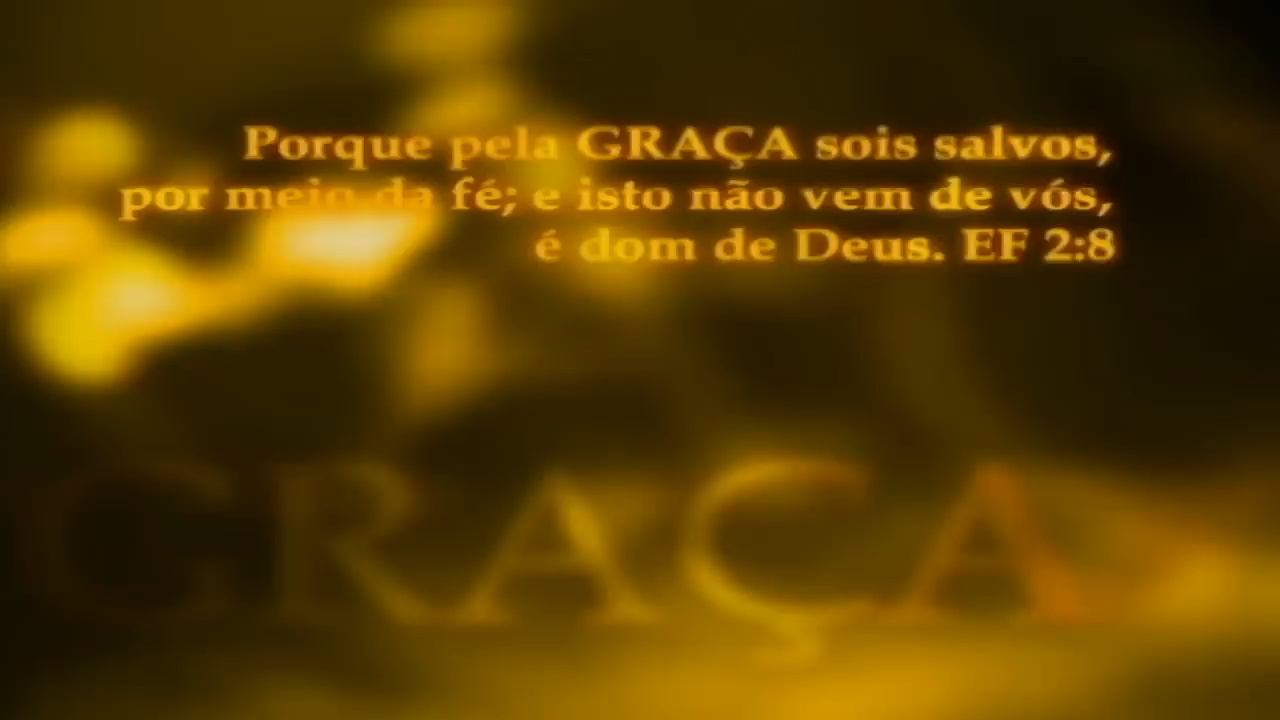 Porque pela GRAÇA sois salvos,
por meio da fé; e isto não vem de vós,
é dom de Deus. EF 2:8
GRAÇA